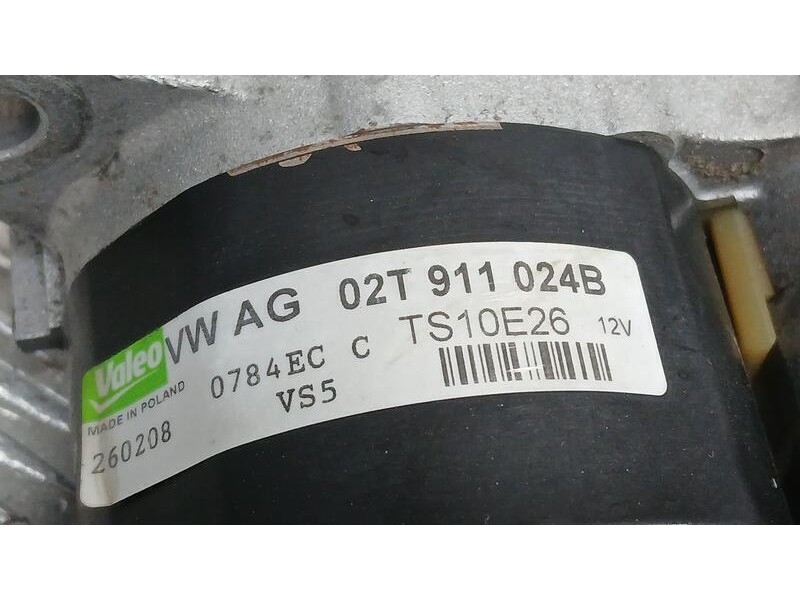 VW AG 02T 911 024B
Valeo
MADE IN POLAND
0784EC C TS10E26 12V
VS5
260208